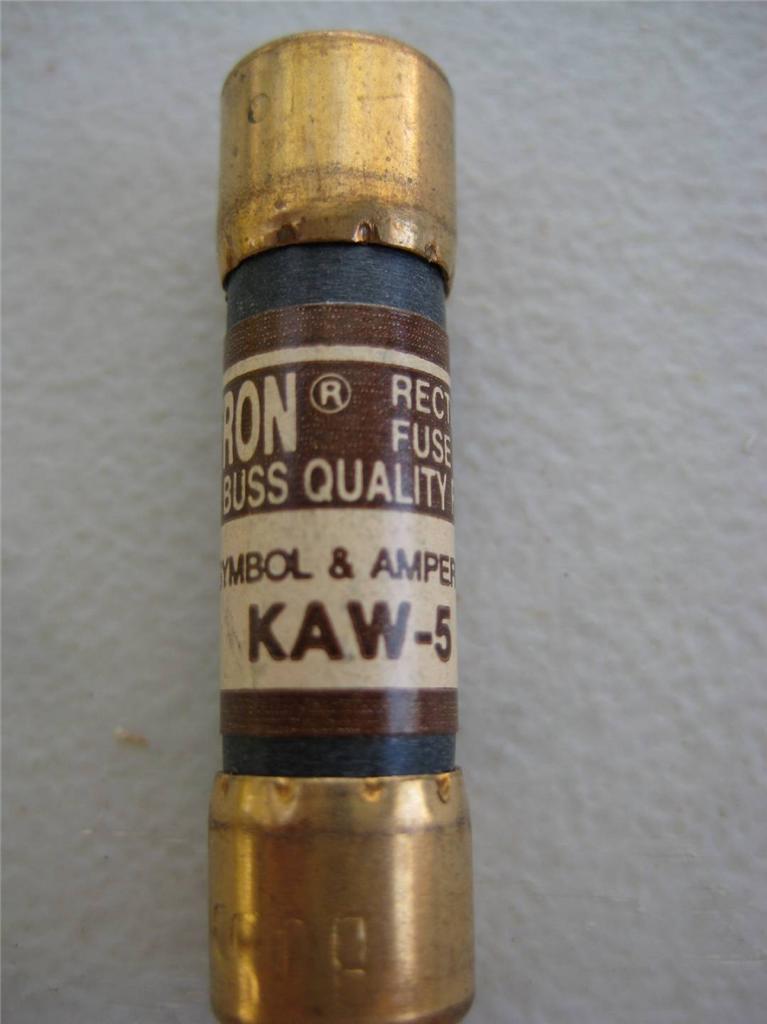 RON® RECT
FUSE
BUSS QUALITY
YMBOL & AMPER
KAW-5